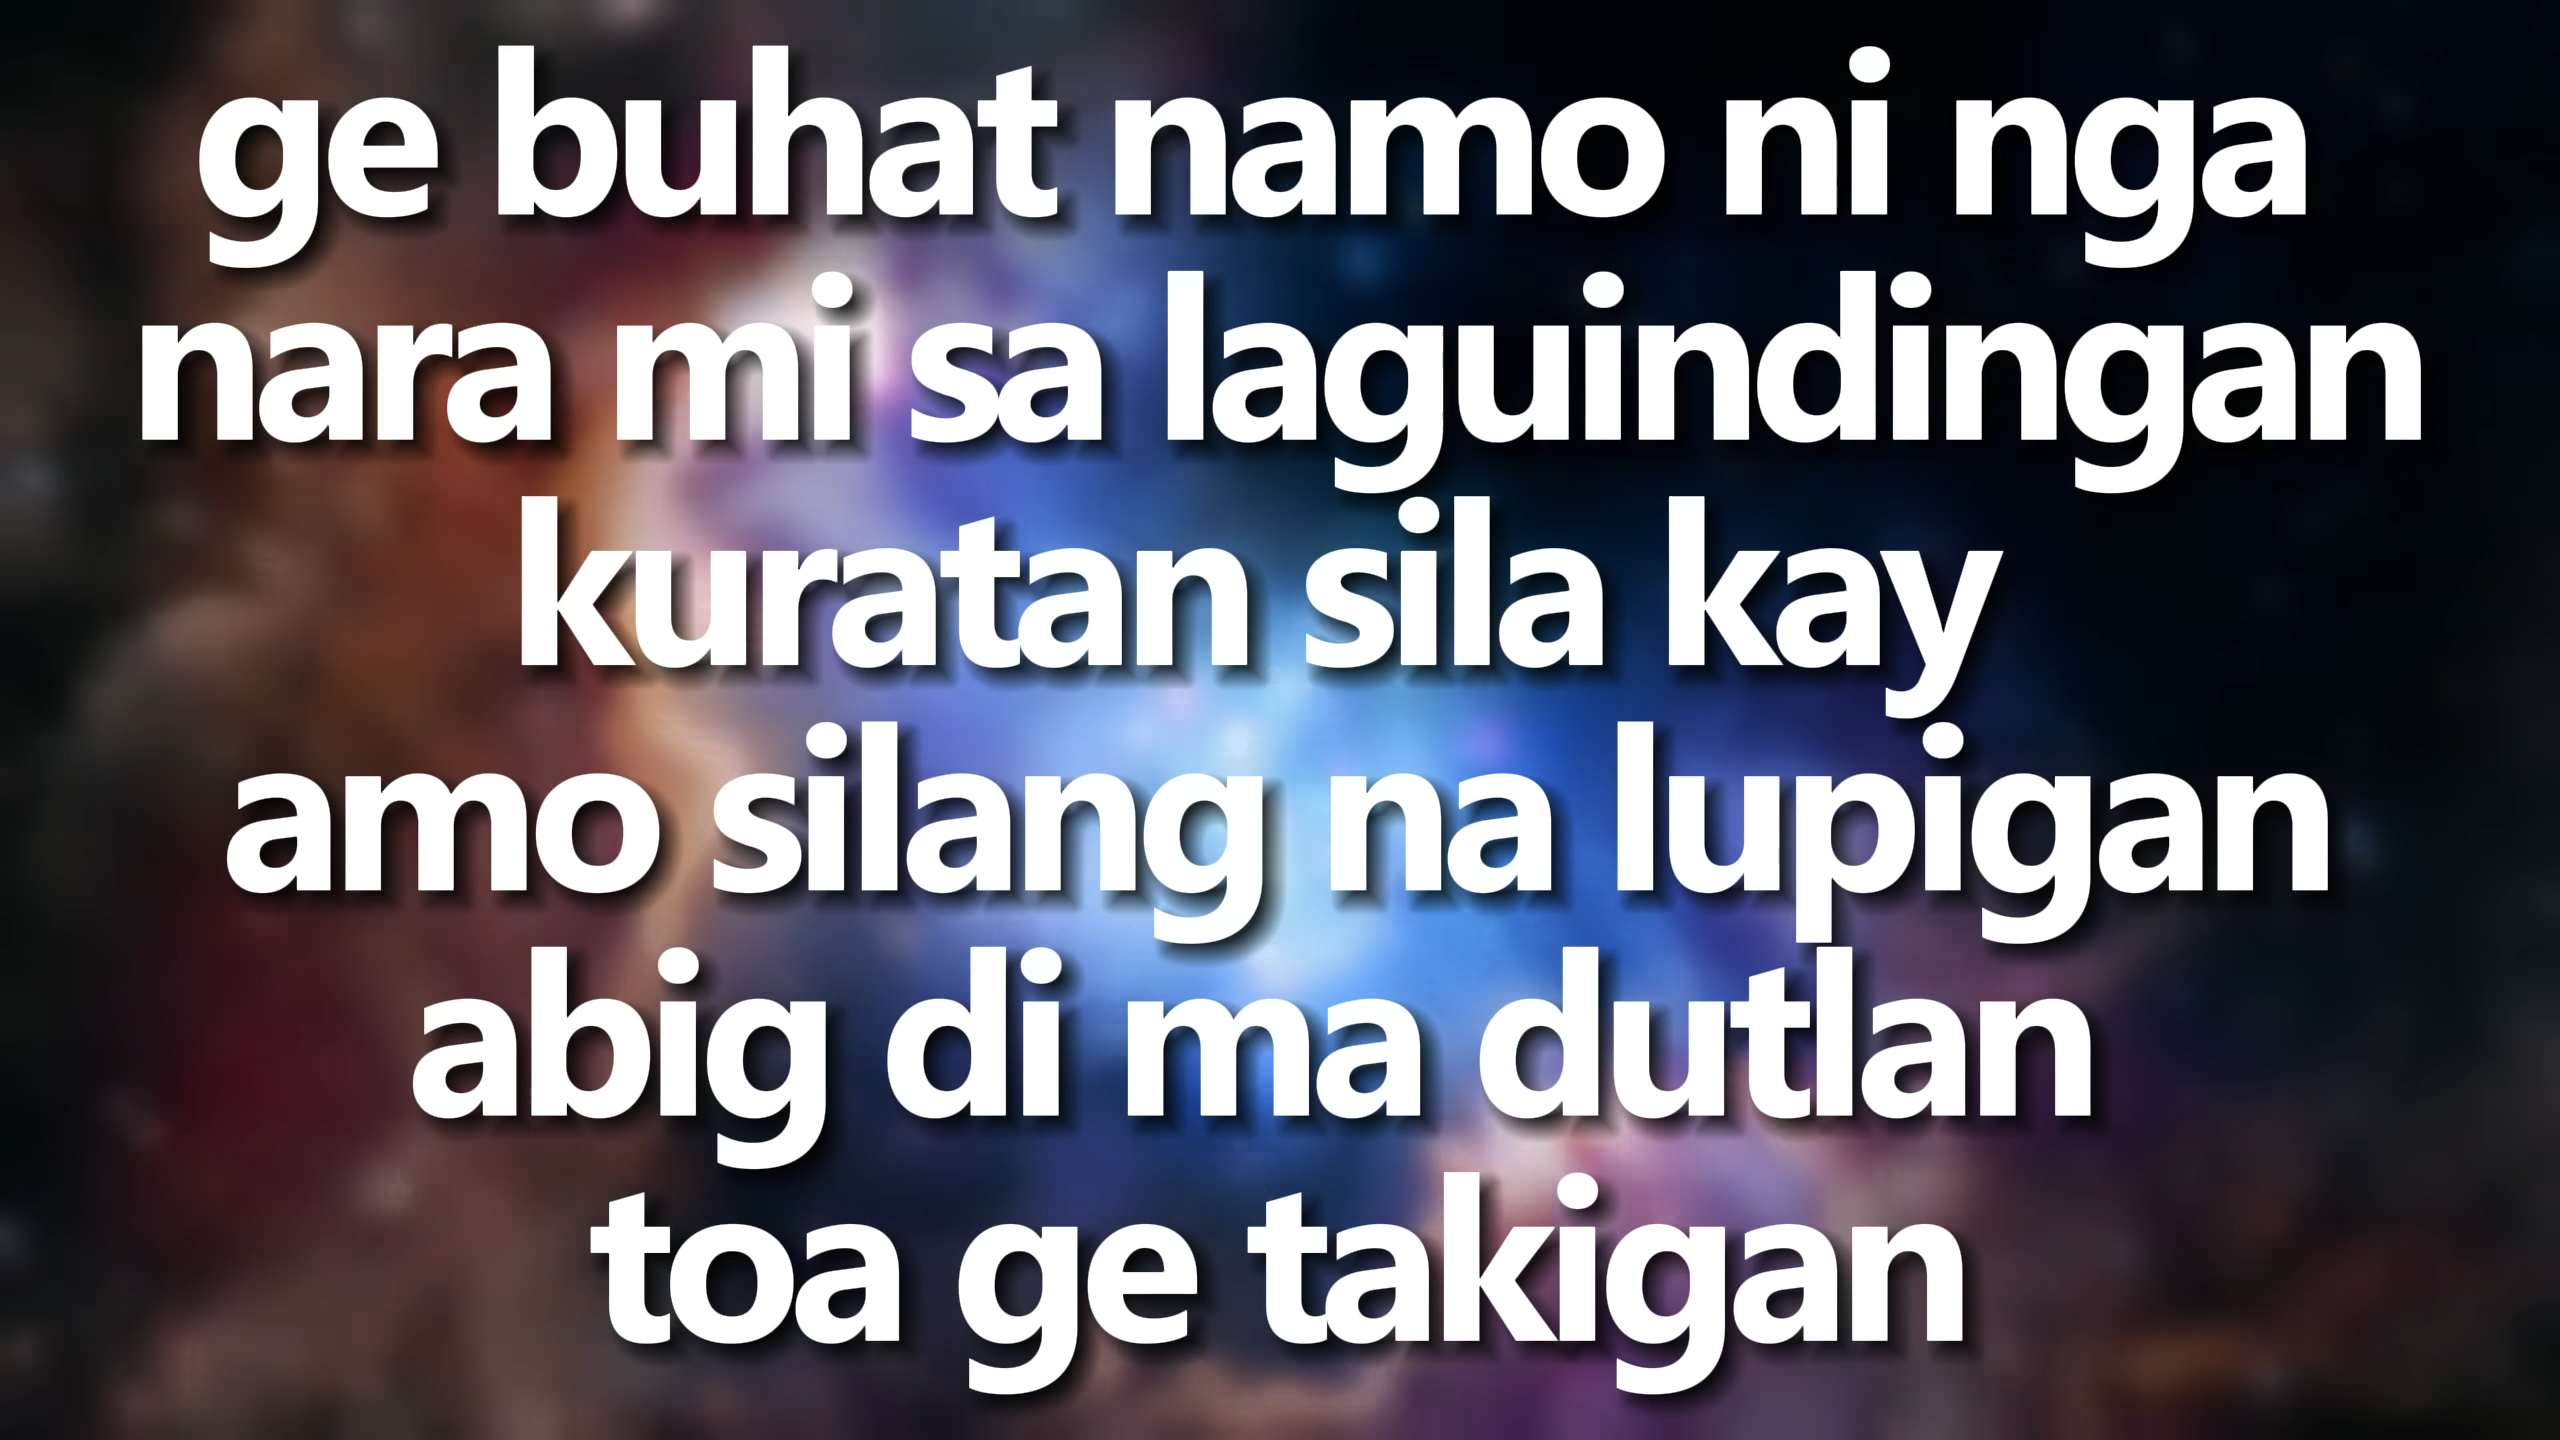 ge buhat namo ni nga
nara mi sa laguindingan
kuratan sila kay
amo silang na lupigan
abig di ma dutlan
toa ge takigan